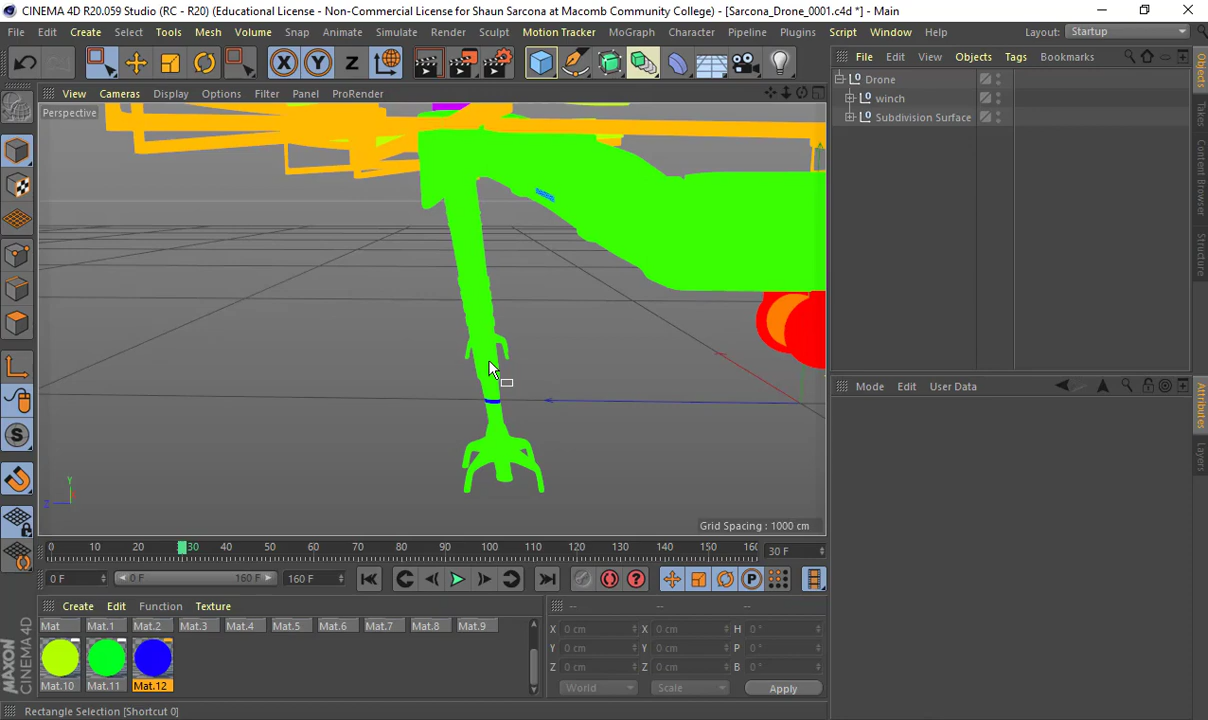 CINEMA 4D R20.059 Studio (RC - R20) (Educational License - Non-Commercial License for Shaun Sarcona at Macomb Community College) - [Sarcona_Drone_0001.c4d *] - Main
File Edit Create Select Tools Mesh Volume Snap Animate Simulate Render Sculpt Motion Tracker MoGraph Character Pipeline Plugins Script Window Help Layout: Startup
X Y Z
File Edit View Objects Tags Bookmarks
View Cameras Display Options Filter Panel ProRender
Perspective
Drone
winch
Subdivision Surface
Objects
Takes
Content Browser
Structure
Mode Edit User Data
Attributes
Layers
Y
Z
Grid Spacing : 1000 cm
0 10 20 30 40 50 60 70 80 90 100 110 120 130 140 150 160 30 F
0 F 0 F 160 F 160 F
P
Create Edit Function Texture
-- -- --
Mat Mat.1 Mat.2 Mat.3 Mat.4 Mat.5 Mat.6 Mat.7 Mat.8 Mat.9
X 0 cm X 0 cm H 0 °
Y 0 cm Y 0 cm P 0 °
Z 0 cm Z 0 cm B 0 °
Mat.10 Mat.11 Mat.12
World Scale Apply
MAXON CINEMA 4D
Rectangle Selection [Shortcut 0]